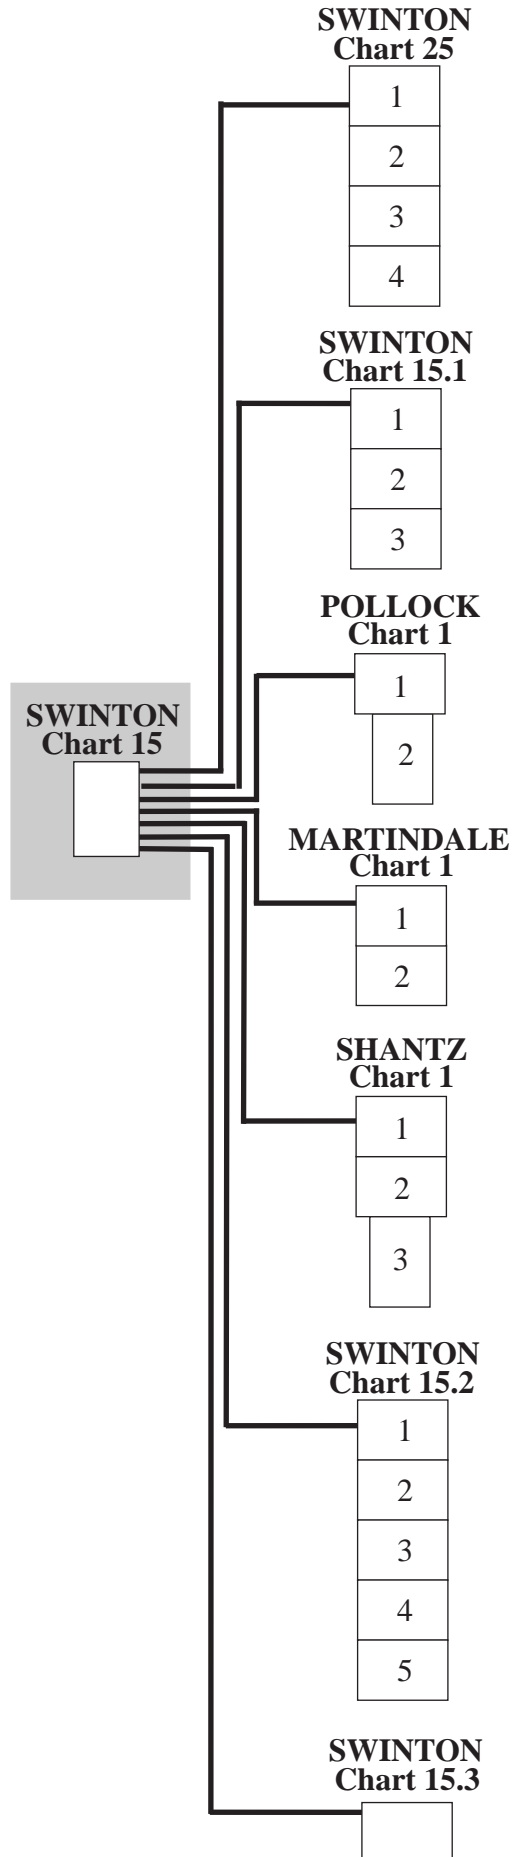 SWINTON
Chart 25
1
2
3
4
SWINTON
Chart 15.1
1
2
3
POLLOCK
Chart 1
1
2
SWINTON
Chart 15
MARTINDALE
Chart 1
1
2
SHANTZ
Chart 1
1
2
3
SWINTON
Chart 15.2
1
2
3
4
5
SWINTON
Chart 15.3